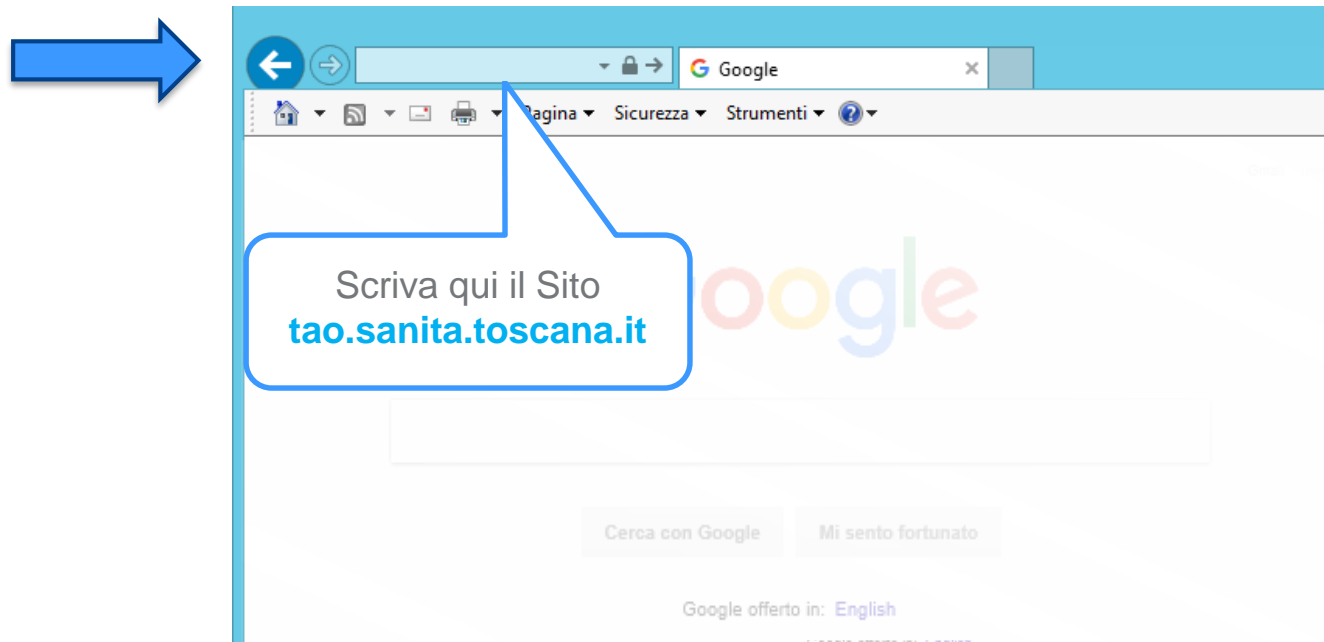 Google
Pagina Sicurezza Strumenti
Scriva qui il Sito
tao.sanita.toscana.it
Google
Cerca con Google Mi sento fortunato
Google offerto in: English